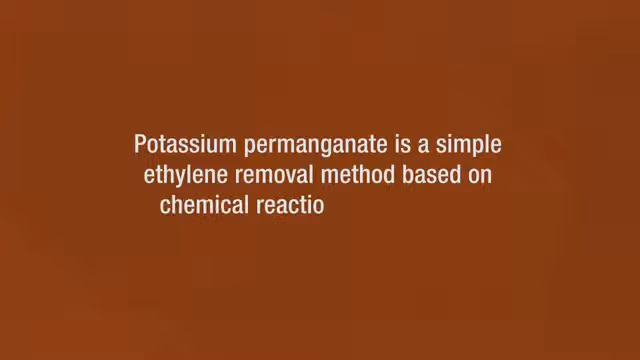 Potassium permanganate is a simple
ethylene removal method based on
chemical reactio